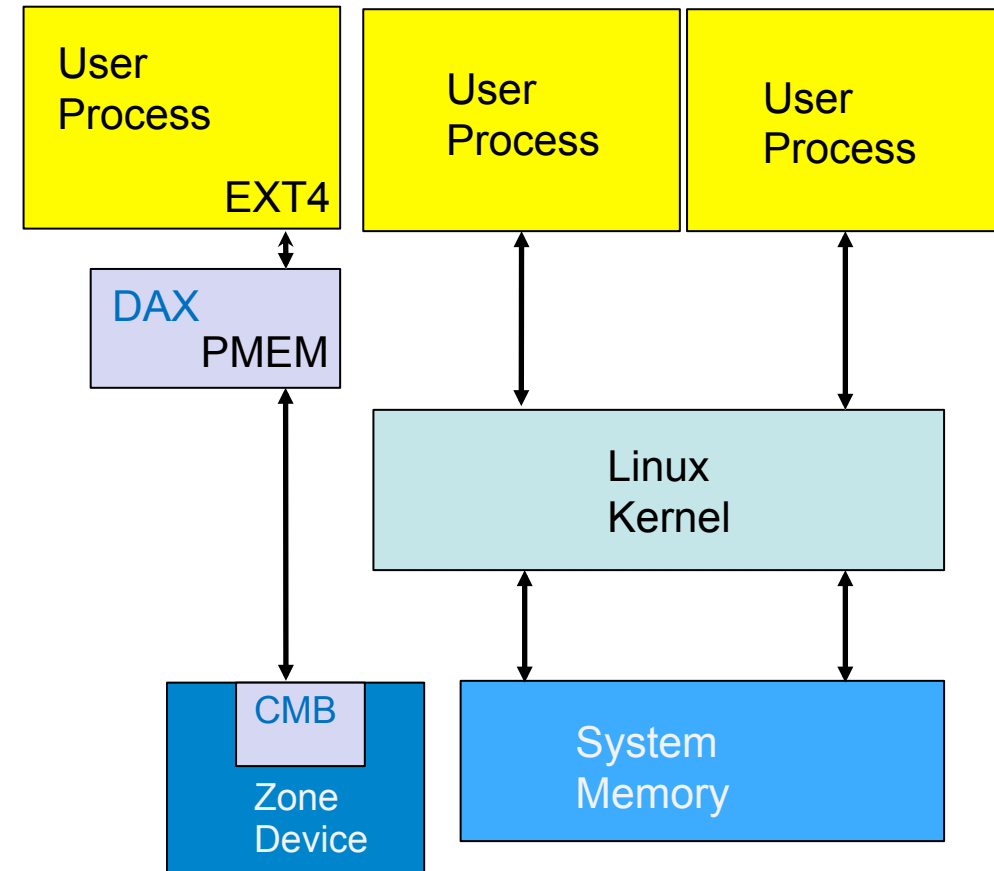 User
Process
EXT4
User
Process
User
Process
DAX
PMEM
Linux
Kernel
CMB
Zone
Device
System
Memory